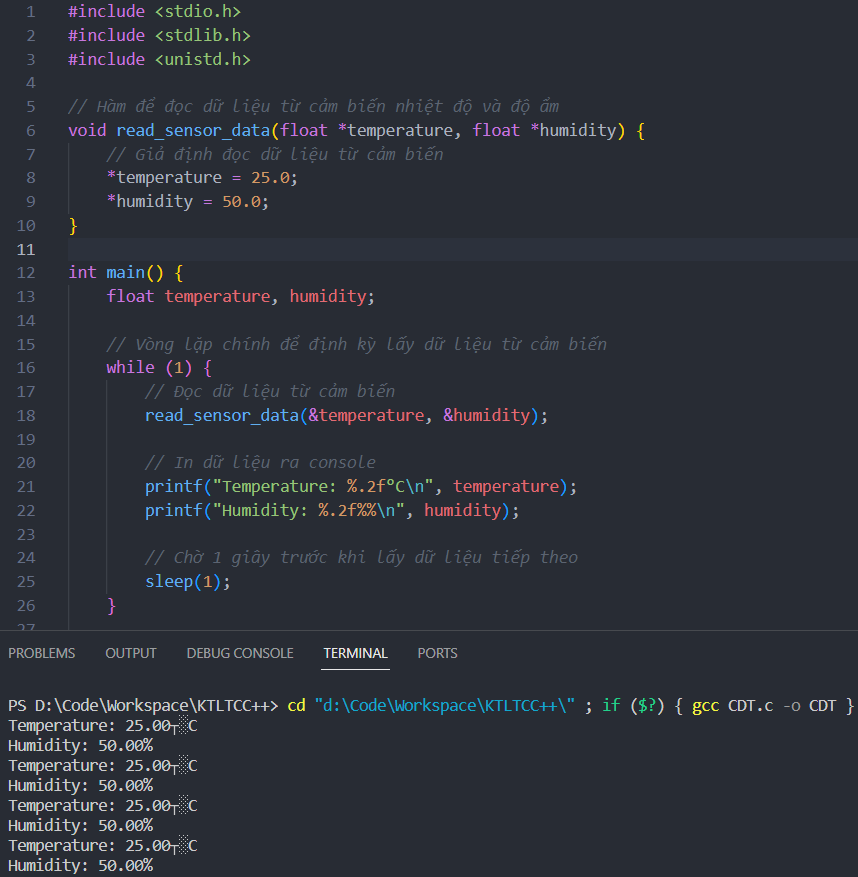 1 #include <stdio.h>
2 #include <stdlib.h>
3 #include <unistd.h>
4
5 // Hàm để đọc dữ liệu từ cảm biến nhiệt độ và độ ẩm
6 void read_sensor_data(float *temperature, float *humidity) {
7 // Giả định đọc dữ liệu từ cảm biến
8 *temperature = 25.0;
9 *humidity = 50.0;
10 }
11
12 int main() {
13 float temperature, humidity;
14
15 // Vòng lặp chính để định kỳ lấy dữ liệu từ cảm biến
16 while (1) {
17 // Đọc dữ liệu từ cảm biến
18 read_sensor_data(&temperature, &humidity);
19
20 // In dữ liệu ra console
21 printf("Temperature: %.2f°C\n", temperature);
22 printf("Humidity: %.2f%%\n", humidity);
23
24 // Chờ 1 giây trước khi lấy dữ liệu tiếp theo
25 sleep(1);
26 }
27
PROBLEMS OUTPUT DEBUG CONSOLE TERMINAL PORTS
PS D:\Code\Workspace\KTLTCC++> cd "d:\Code\Workspace\KTLTCC++\" ; if ($?) { gcc CDT.c -o CDT }
Temperature: 25.00┬░C
Humidity: 50.00%
Temperature: 25.00┬░C
Humidity: 50.00%
Temperature: 25.00┬░C
Humidity: 50.00%
Temperature: 25.00┬░C
Humidity: 50.00%